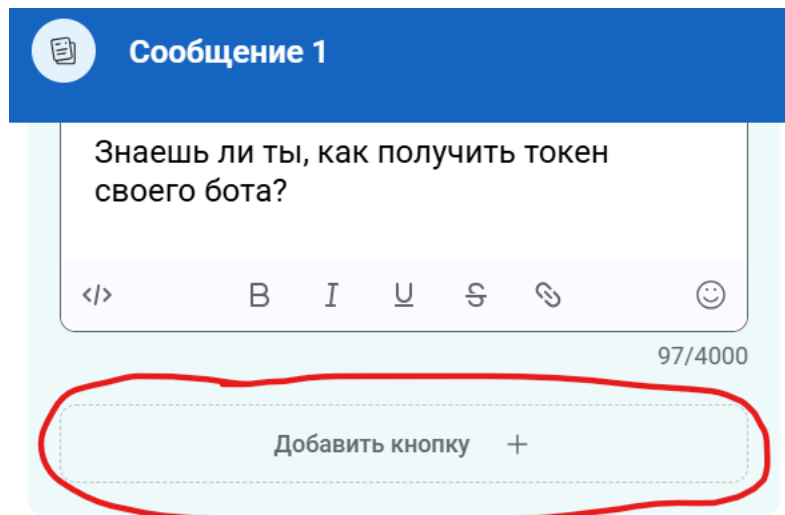 Сообщение 1
Знаешь ли ты, как получить токен
своего бота?
</> B I U S
97/4000
Добавить кнопку +